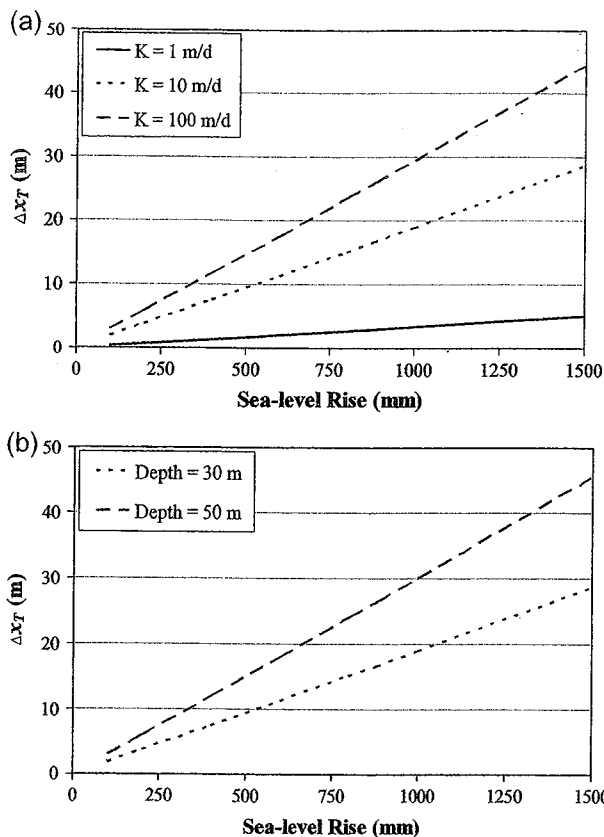 (a)
K = 1 m/d
K = 10 m/d
K = 100 m/d
50
40
30
20
10
0
Δx_T (m)
0 250 500 750 1000 1250 1500
Sea-level Rise (mm)
(b)
Depth = 30 m
Depth = 50 m
50
40
30
20
10
0
Δx_T (m)
0 250 500 750 1000 1250 1500
Sea-level Rise (mm)